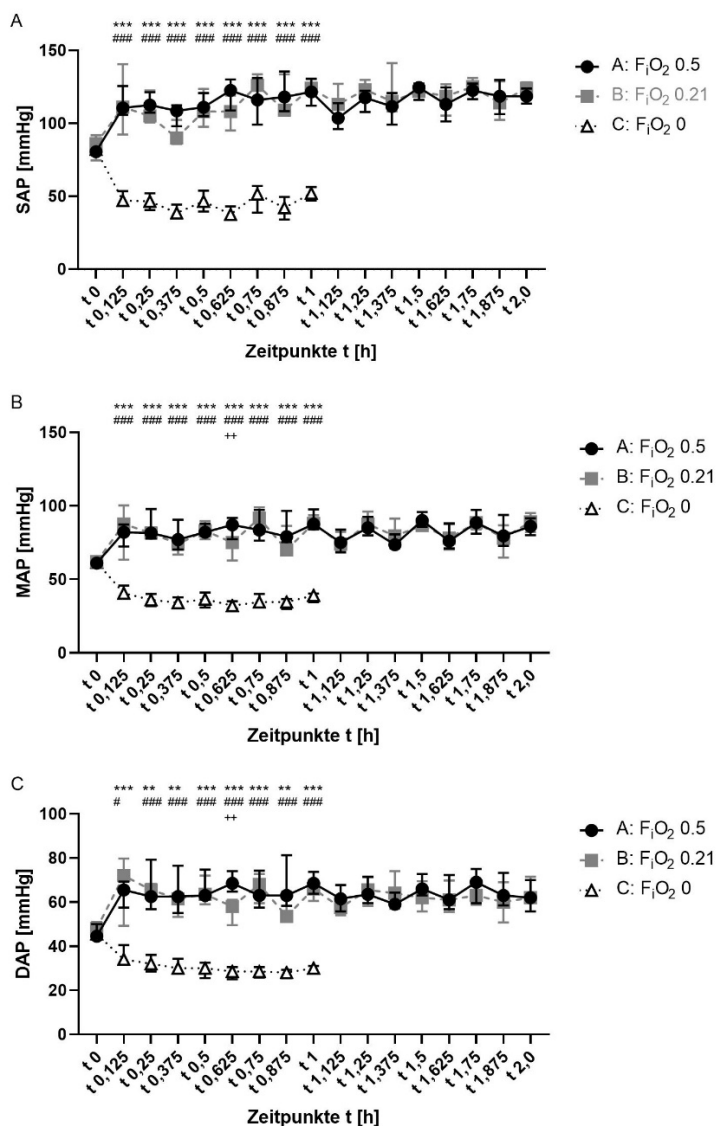 A
*** *** *** *** *** *** *** ***
### ### ### ### ### ### ### ###
150
100
50
0
SAP [mmHg]
A: FiO2 0.5
B: FiO2 0.21
C: FiO2 0
t 0 t 0,125 t 0,25 t 0,375 t 0,5 t 0,625 t 0,75 t 0,875 t 1 t 1,125 t 1,25 t 1,375 t 1,5 t 1,625 t 1,75 t 1,875 t 2,0
Zeitpunkte t [h]
B
*** *** *** *** *** *** *** ***
### ### ### ### ### ### ### ###
++
150
100
50
0
MAP [mmHg]
A: FiO2 0.5
B: FiO2 0.21
C: FiO2 0
t 0 t 0,125 t 0,25 t 0,375 t 0,5 t 0,625 t 0,75 t 0,875 t 1 t 1,125 t 1,25 t 1,375 t 1,5 t 1,625 t 1,75 t 1,875 t 2,0
Zeitpunkte t [h]
C
*** ** ** *** *** *** ** ***
# ### ### ### ### ### ### ###
++
100
80
60
40
20
0
DAP [mmHg]
A: FiO2 0.5
B: FiO2 0.21
C: FiO2 0
t 0 t 0,125 t 0,25 t 0,375 t 0,5 t 0,625 t 0,75 t 0,875 t 1 t 1,125 t 1,25 t 1,375 t 1,5 t 1,625 t 1,75 t 1,875 t 2,0
Zeitpunkte t [h]